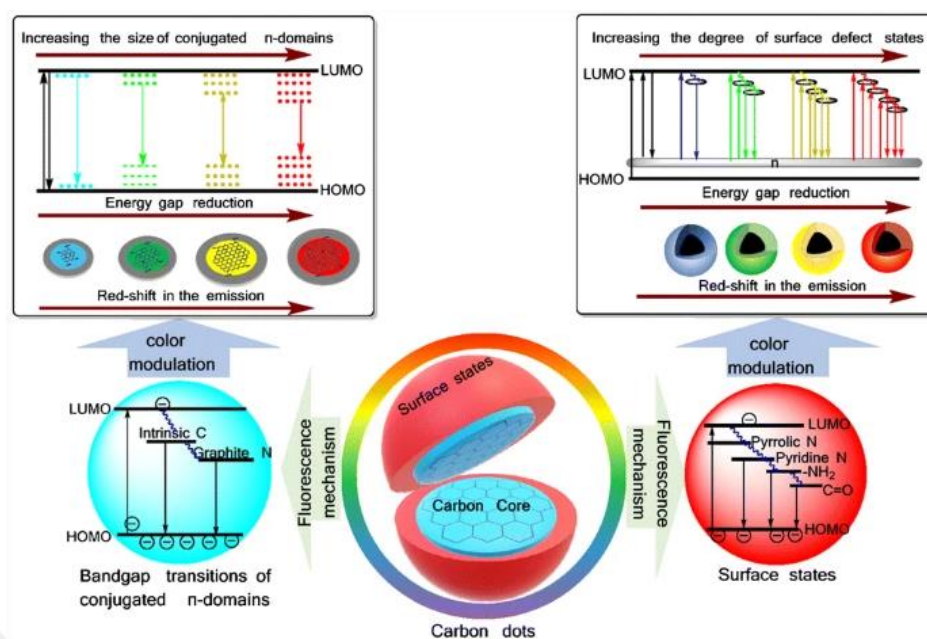 Increasing the size of conjugated n-domains
LUMO
HOMO
Energy gap reduction
Red-shift in the emission
Increasing the degree of surface defect states
LUMO
n
HOMO
Energy gap reduction
Red-shift in the emission
color
modulation
color
modulation
LUMO
Intrinsic C
Graphite N
HOMO
Bandgap transitions of
conjugated n-domains
Fluorescence
mechanism
Surface states
Carbon Core
Carbon dots
Fluorescence
mechanism
LUMO
Pyrrolic N
Pyridine N
-NH2
C=O
HOMO
Surface states